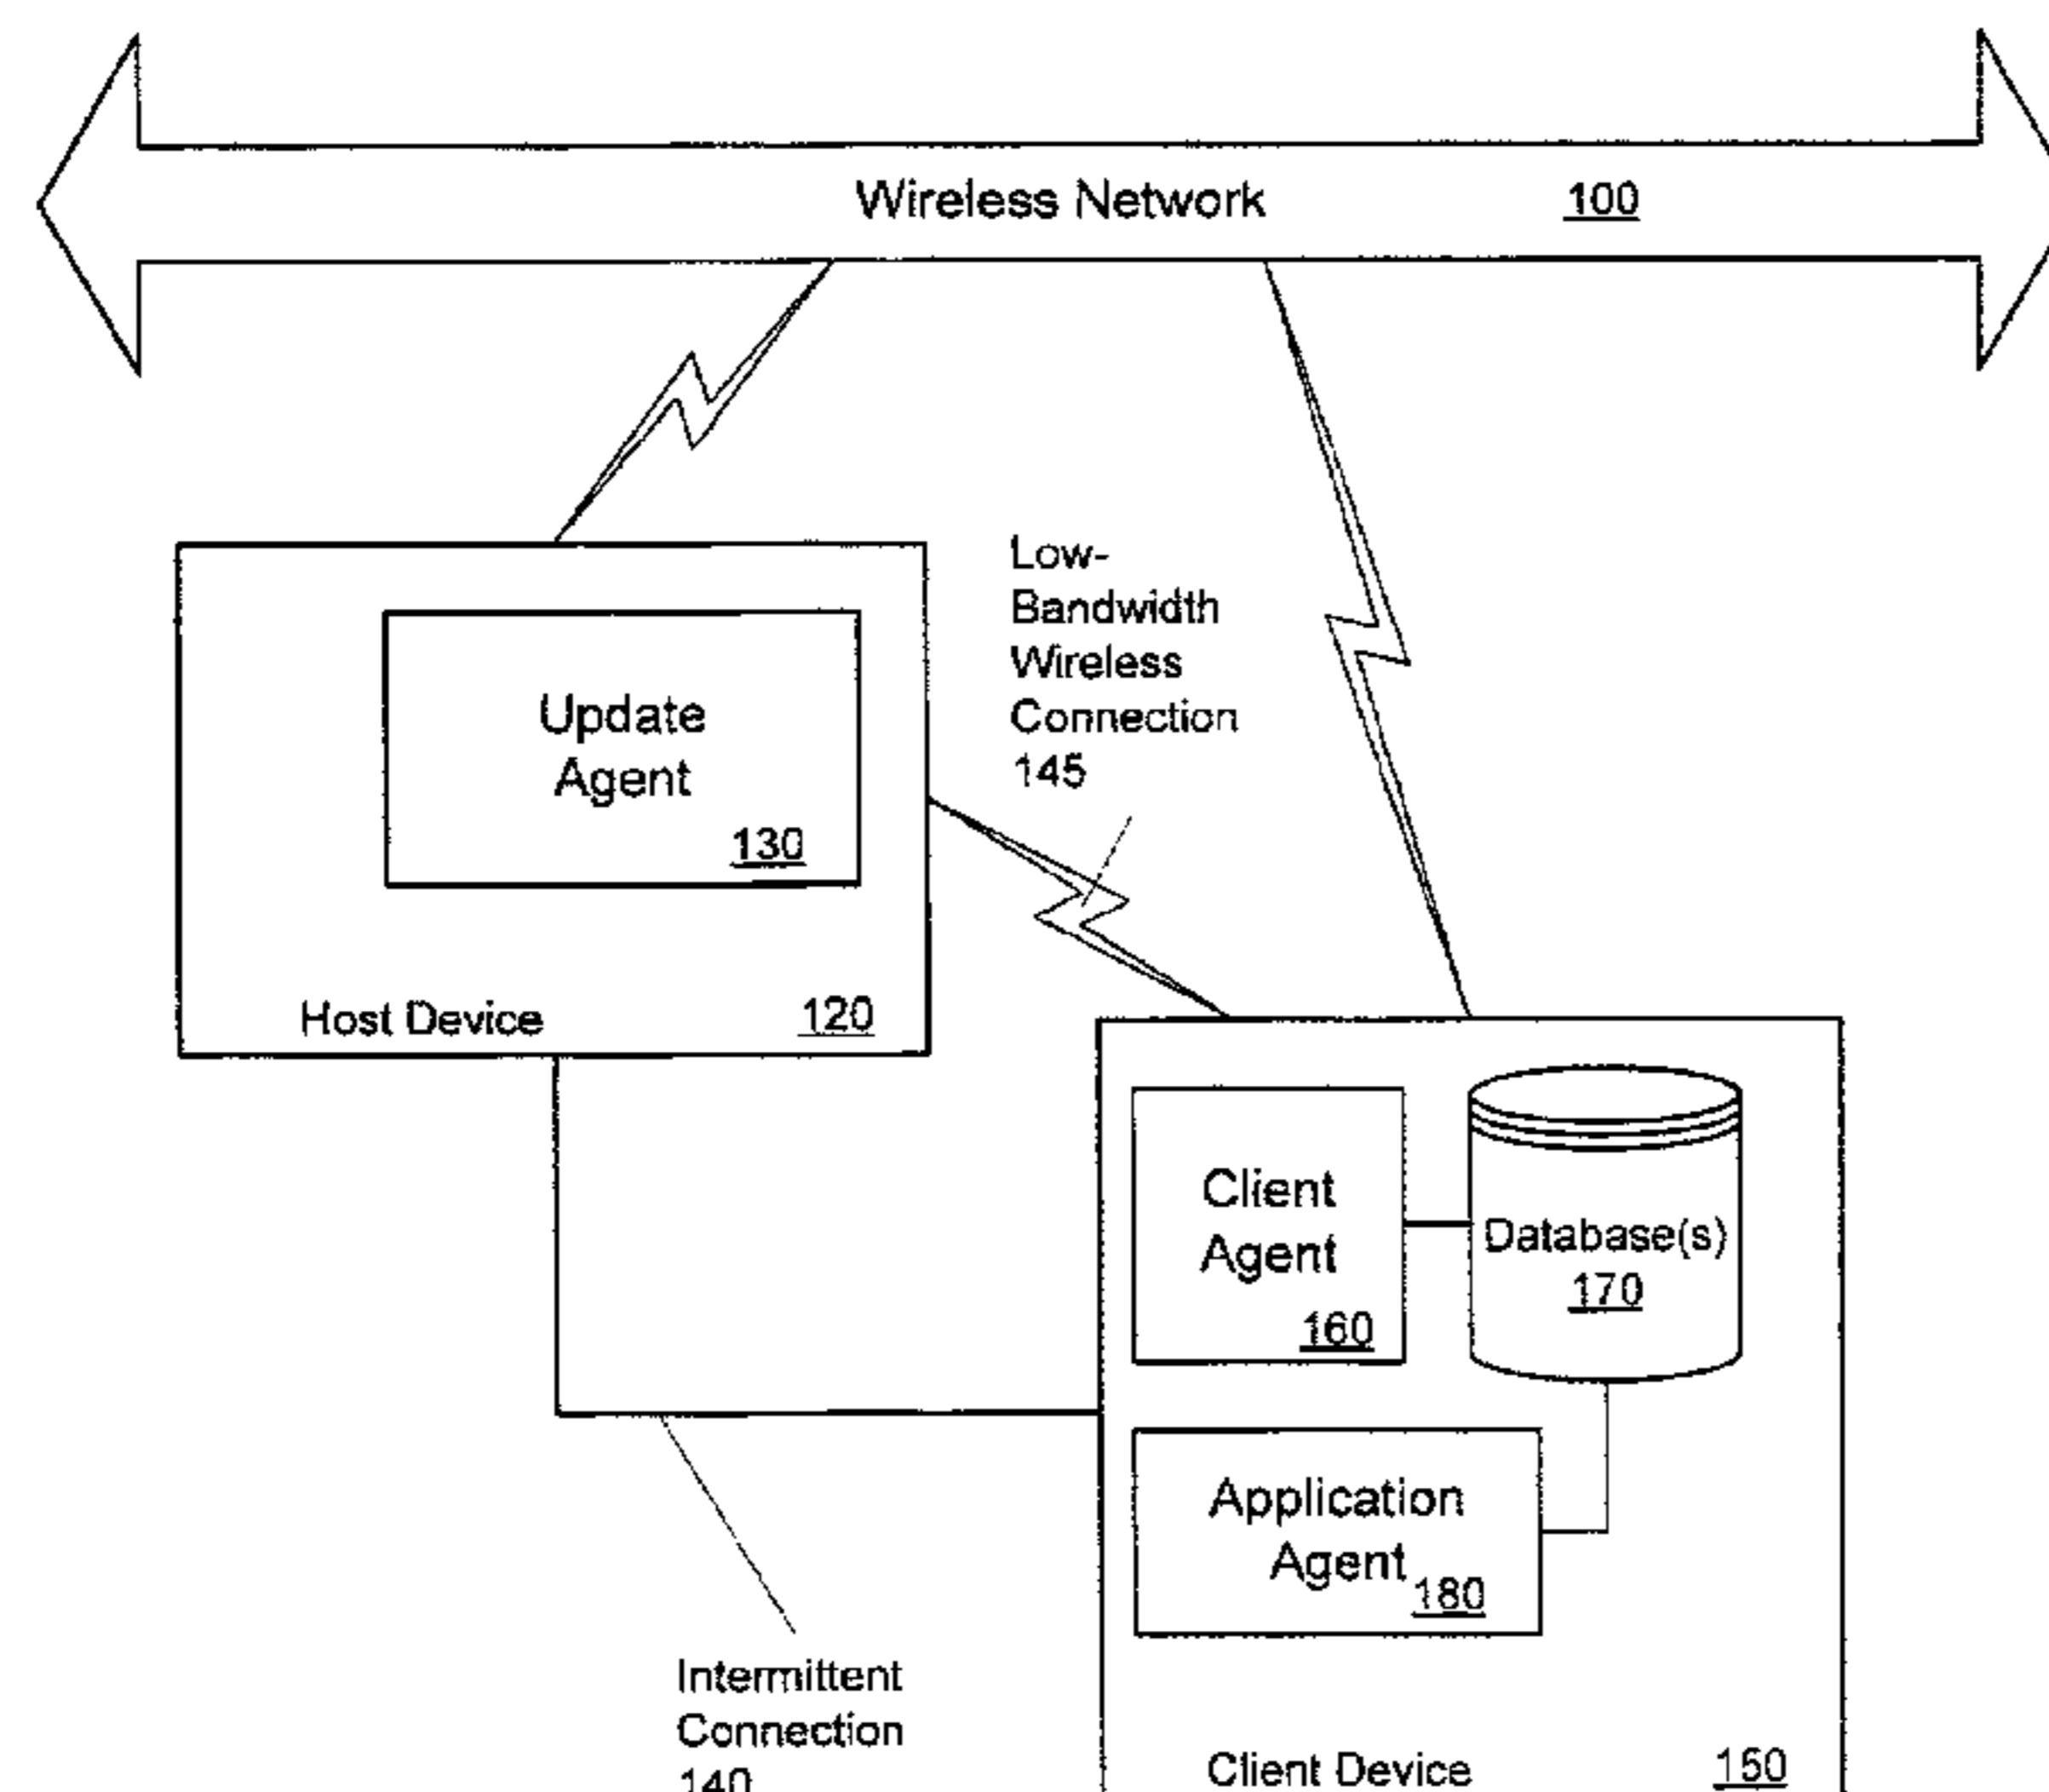 Wireless Network 100
Low-
Bandwidth
Wireless
Connection
145
Update
Agent
130
Host Device 120
Client
Agent
160
Database(s)
170
Application
Agent
180
Intermittent
Connection
140
Client Device 150